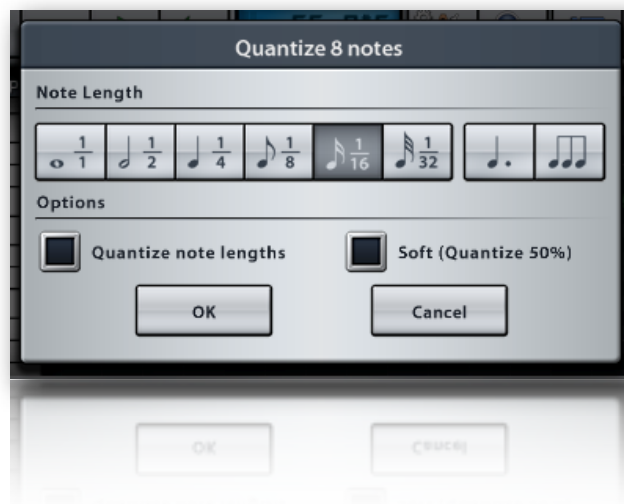 Quantize 8 notes
Note Length
1/1 1/2 1/4 1/8 1/16 1/32
Options
Quantize note lengths Soft (Quantize 50%)
OK Cancel